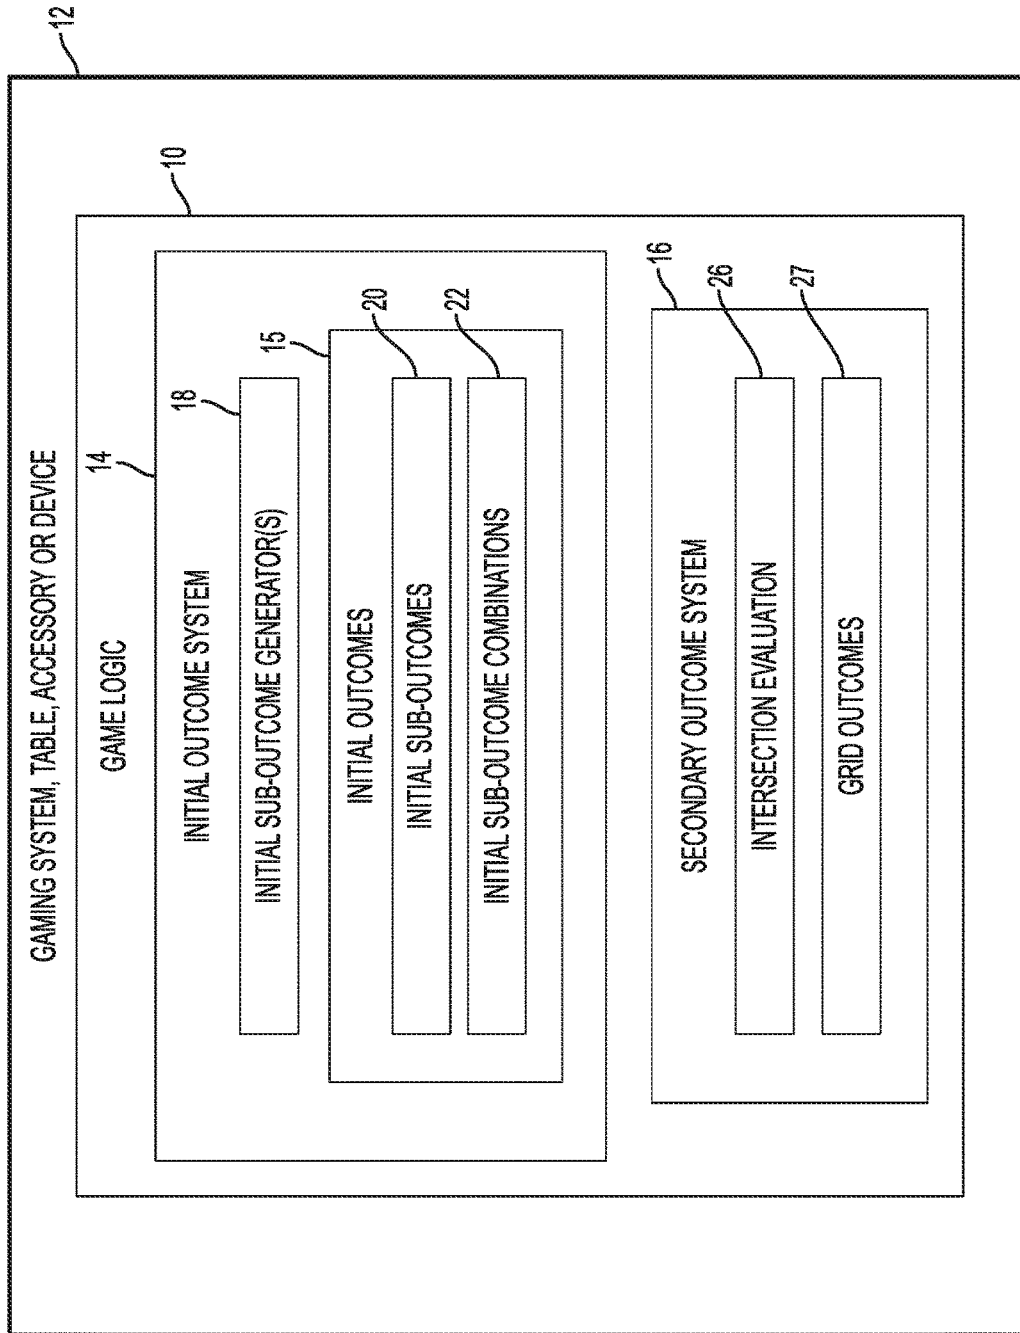 12
GAMING SYSTEM, TABLE, ACCESSORY OR DEVICE
10
GAME LOGIC
14
INITIAL OUTCOME SYSTEM
18
INITIAL SUB-OUTCOME GENERATOR(S)
15
INITIAL OUTCOMES
20
INITIAL SUB-OUTCOMES
22
INITIAL SUB-OUTCOME COMBINATIONS
16
SECONDARY OUTCOME SYSTEM
26
INTERSECTION EVALUATION
27
GRID OUTCOMES